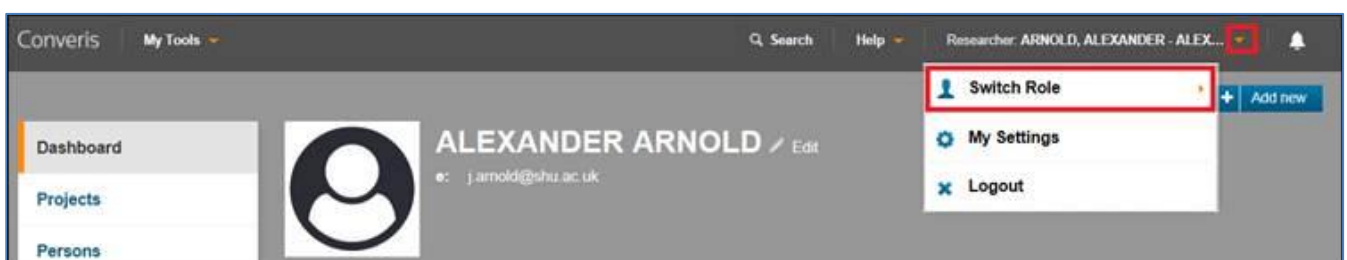 Converis
My Tools
Search
Help
Researcher: ARNOLD, ALEXANDER - ALEX...
Switch Role
+ Add new
Dashboard
ALEXANDER ARNOLD Edit
My Settings
e: j.arnold@shu.ac.uk
Projects
Logout
Persons